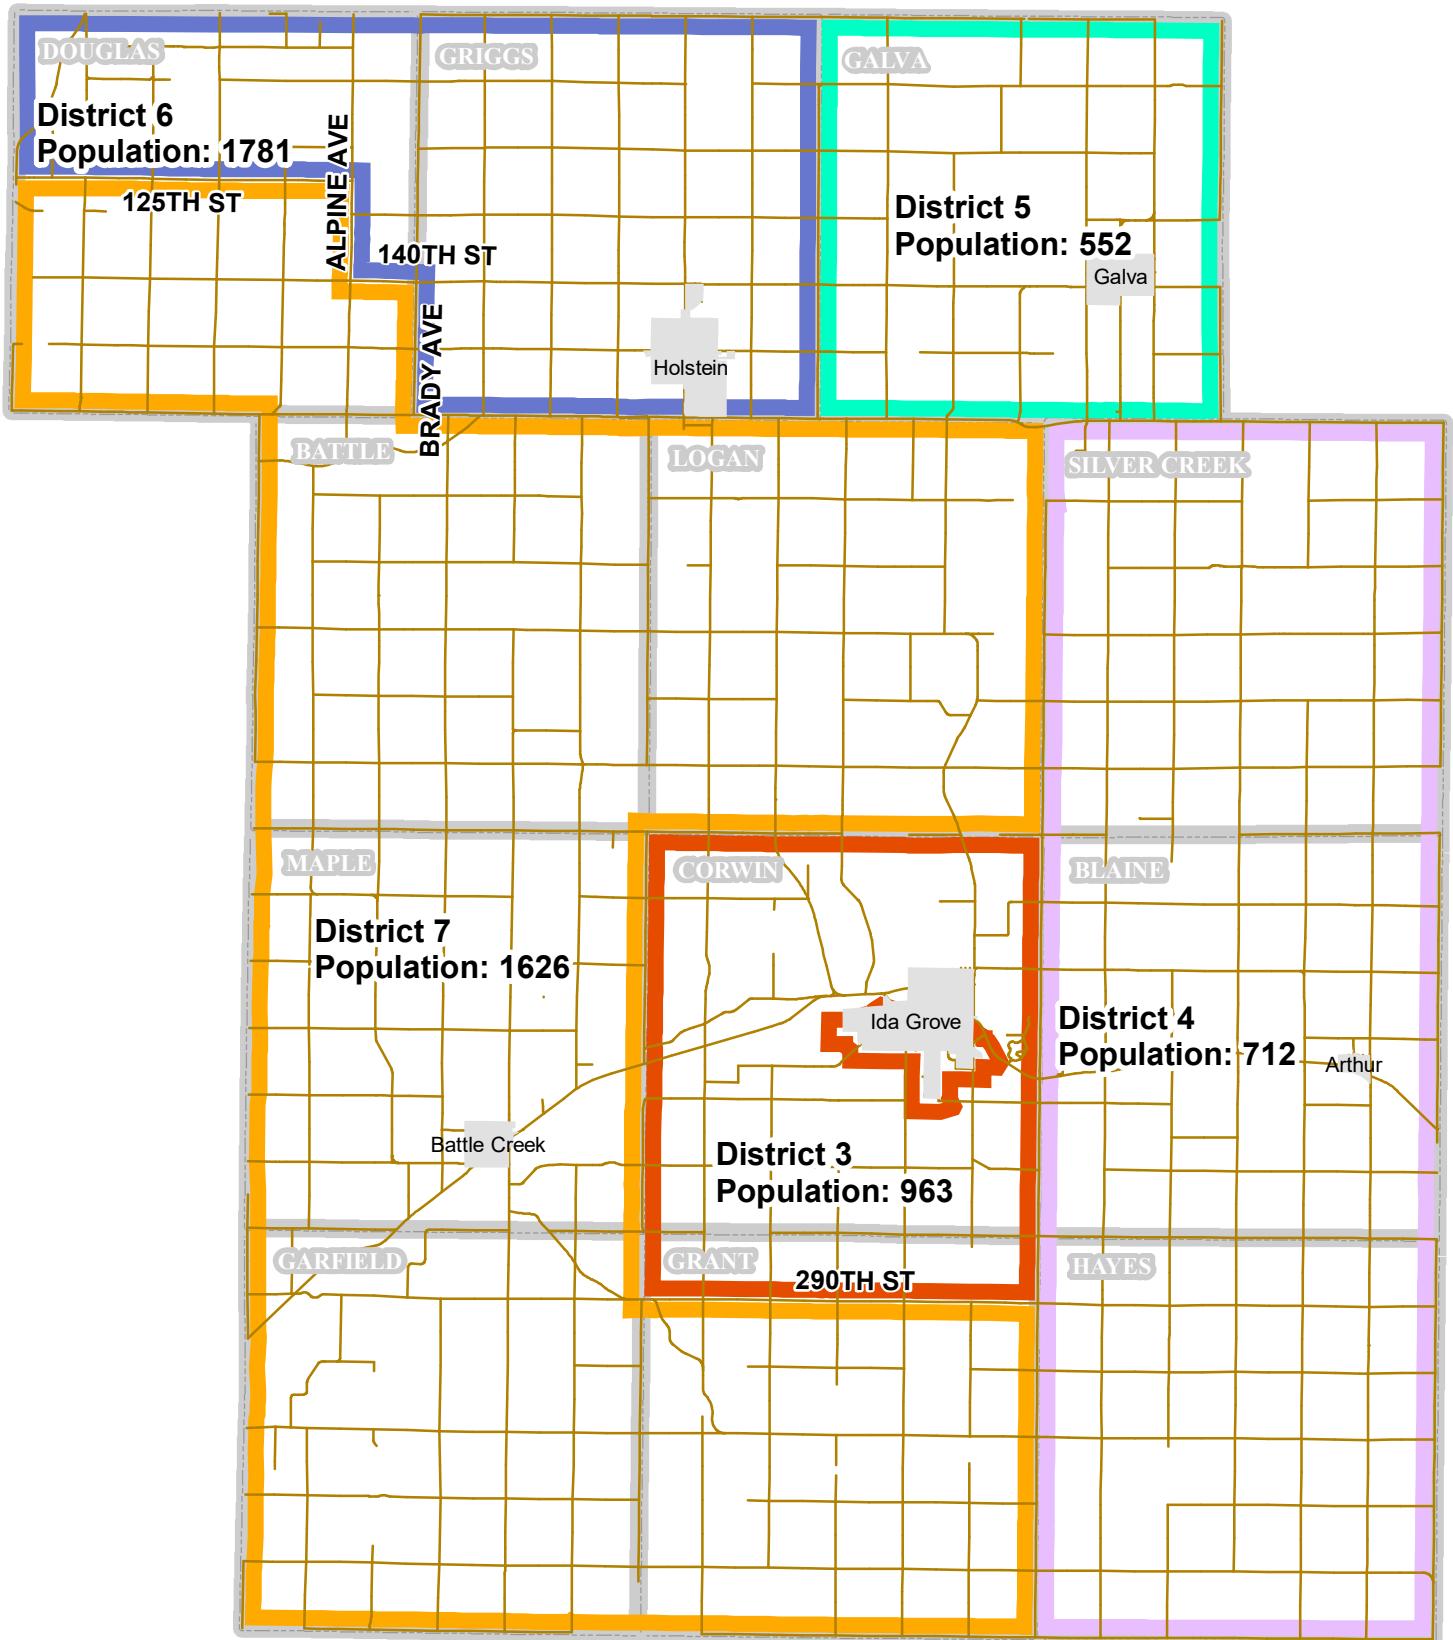 DOUGLAS
GRIGGS
GALVA
District 6
Population: 1781
ALPINE AVE
125TH ST
140TH ST
District 5
Population: 552
Galva
BRADY AVE
Holstein
BATTLE
LOGAN
SILVER CREEK
MAPLE
CORWIN
BLAINE
District 7
Population: 1626
Ida Grove
District 4
Population: 712
Arthur
Battle Creek
District 3
Population: 963
GARFIELD
GRANT
HAYES
290TH ST